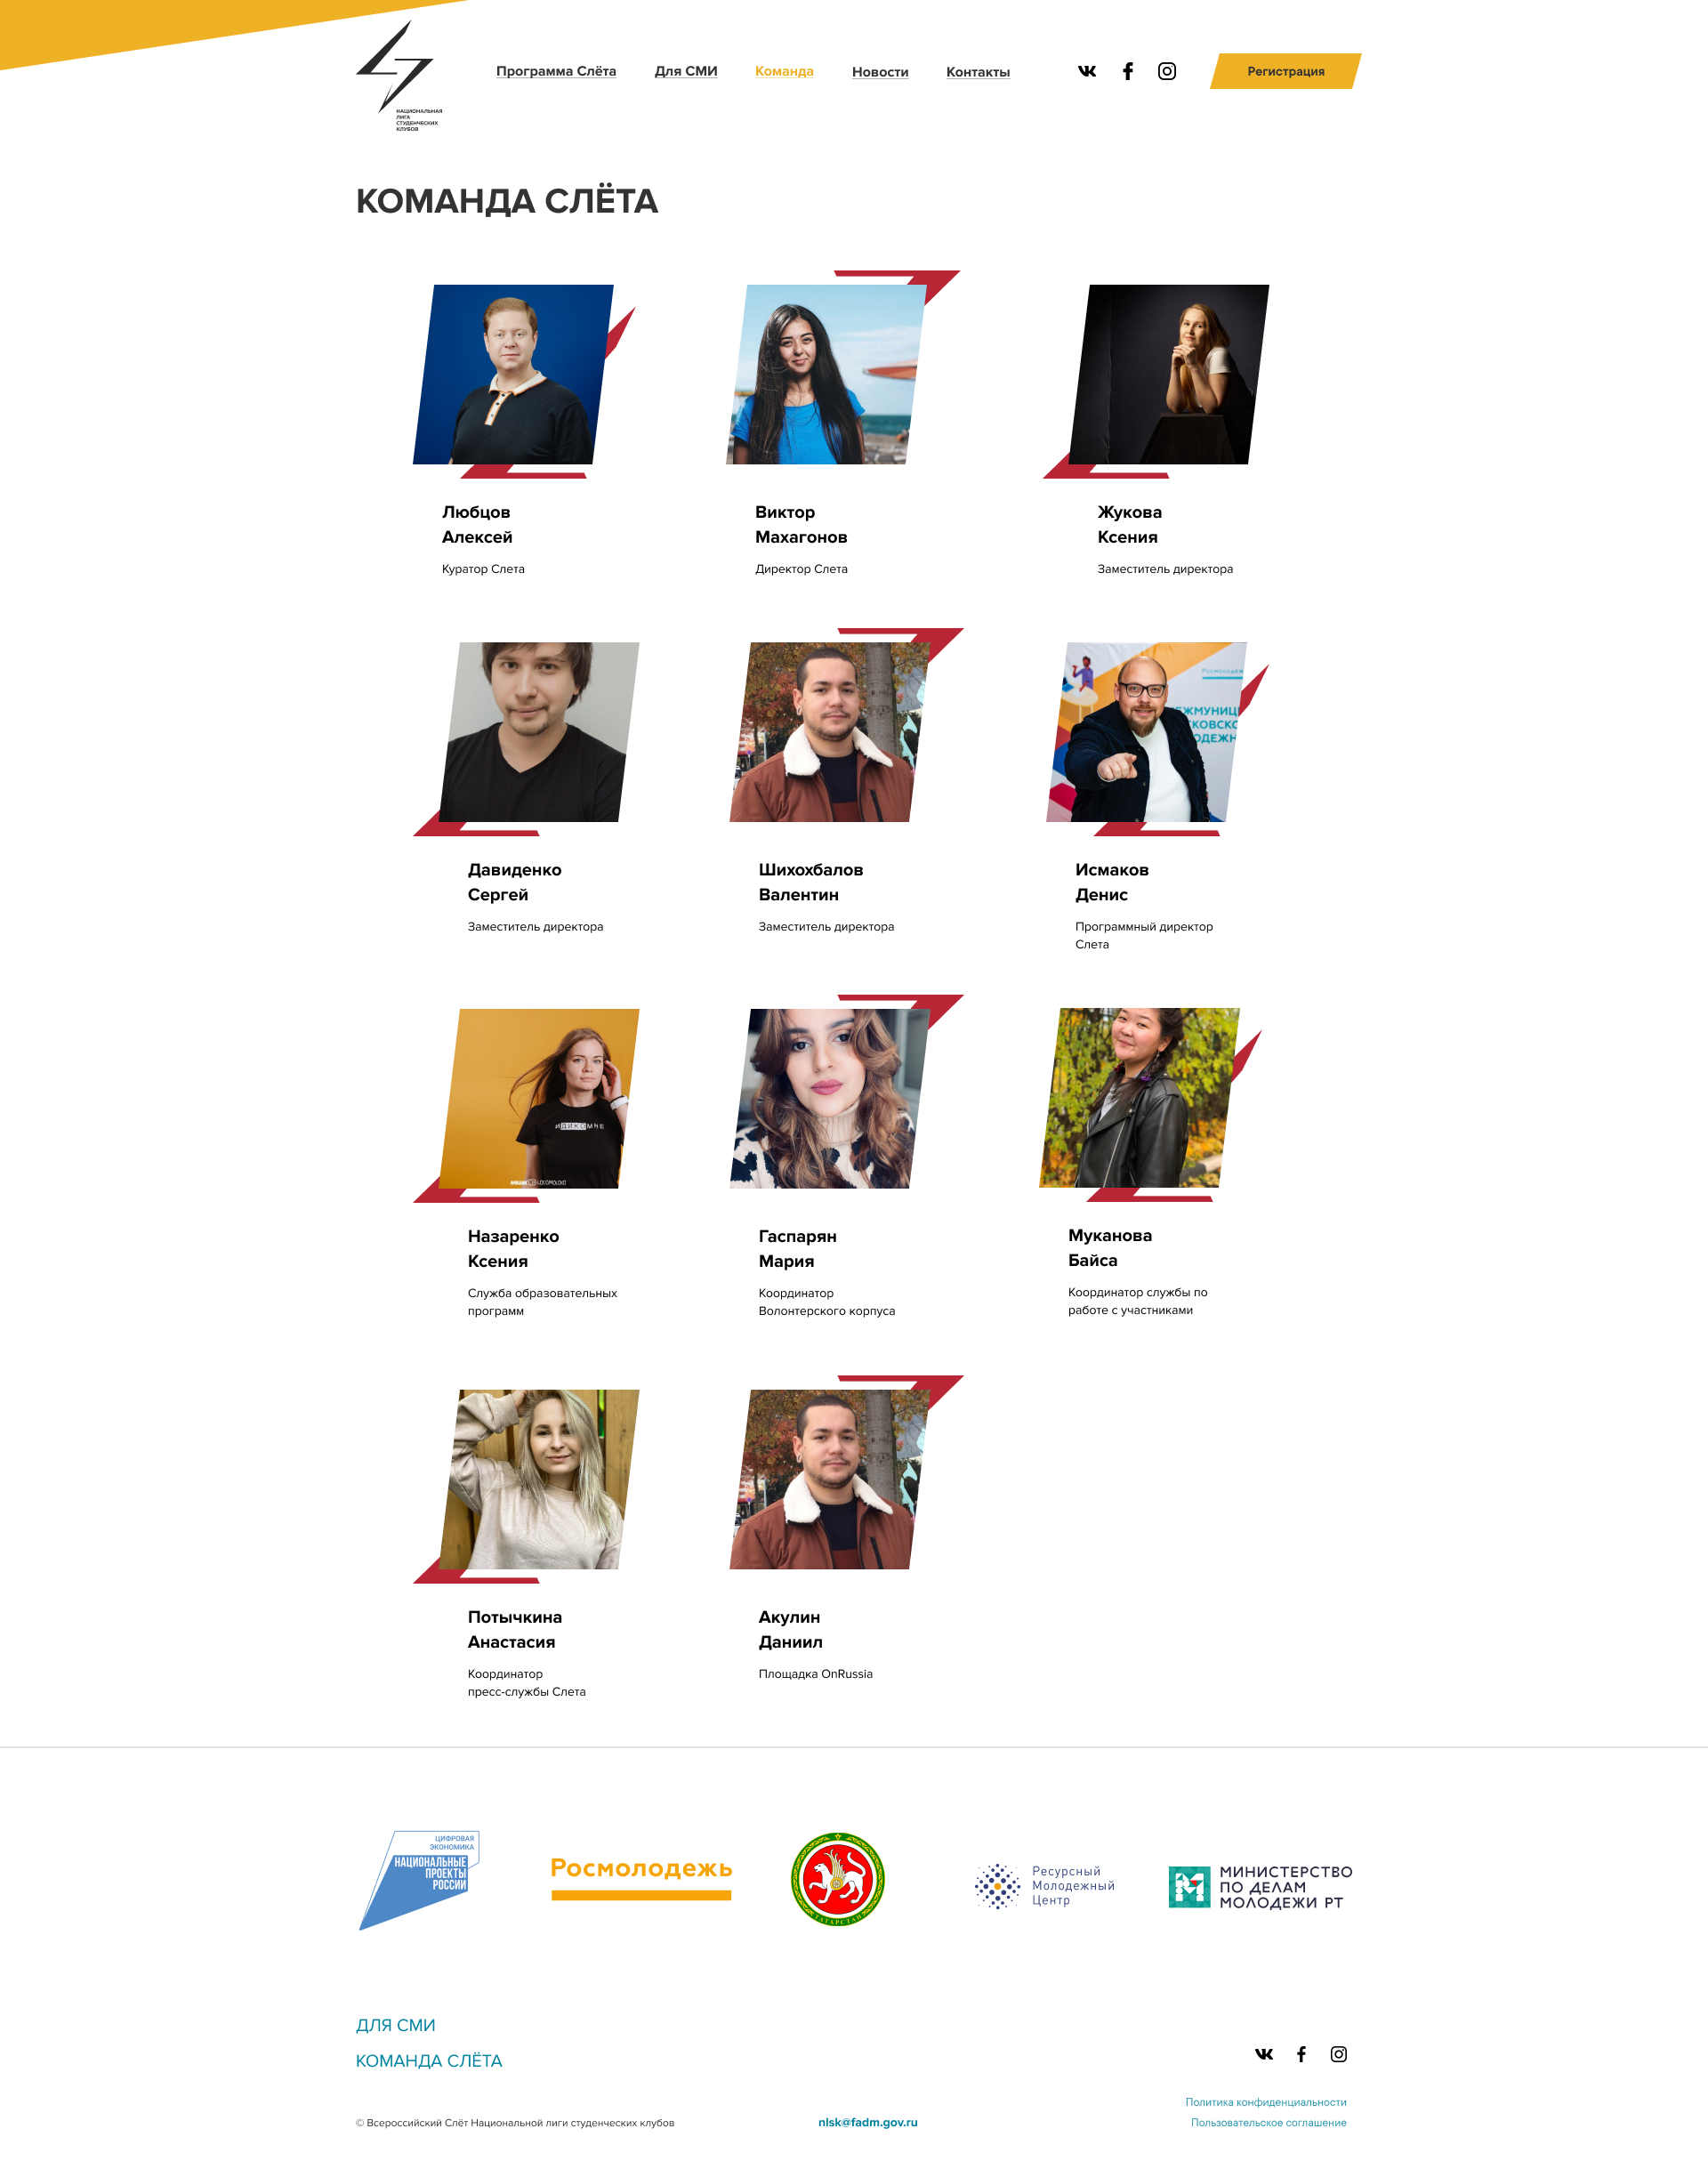 Программа Слёта
Для СМИ
Команда
Новости
Контакты
Регистрация
НАЦИОНАЛЬНАЯ
ЛИГА
СТУДЕНЧЕСКИХ
КЛУБОВ
КОМАНДА СЛЁТА
Любцов
Алексей
Куратор Слета
Виктор
Махагонов
Директор Слета
Жукова
Ксения
Заместитель директора
Росмолодеж
ЕЖМУНИЦ
КОВСКО
ОДЕЖН
Давиденко
Сергей
Заместитель директора
Шихохбалов
Валентин
Заместитель директора
Исмаков
Денис
Программный директор
Слета
ИДИКОМНЕ
Назаренко
Ксения
Служба образовательных
программ
Гаспарян
Мария
Координатор
Волонтерского корпуса
Муканова
Байса
Координатор службы по
работе с участниками
Потычкина
Анастасия
Координатор
пресс-службы Слета
Акулин
Даниил
Площадка OnRussia
ЦИФРОВАЯ
ЭКОНОМИКА
НАЦИОНАЛЬНЫЕ
ПРОЕКТЫ
РОССИИ
Росмолодежь
ТАТАРСТАН
Ресурсный
Молодежный
Центр
МИНИСТЕРСТВО
ПО ДЕЛАМ
МОЛОДЕЖИ РТ
ДЛЯ СМИ
КОМАНДА СЛЁТА
Политика конфиденциальности
© Всероссийский Слёт Национальной лиги студенческих клубов
nlsk@fadm.gov.ru
Пользовательское соглашение